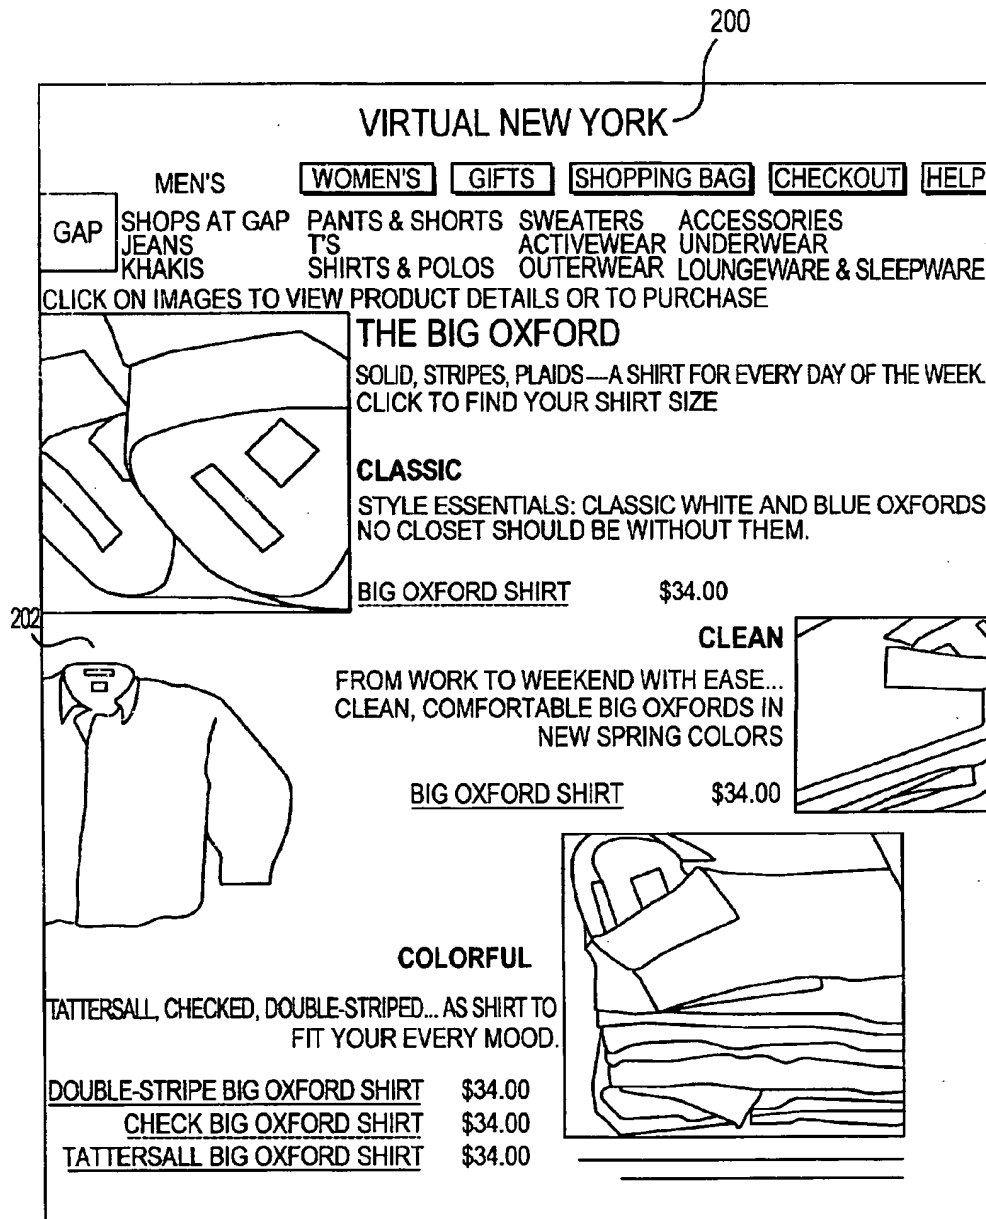 200
VIRTUAL NEW YORK
MEN'S WOMEN'S GIFTS SHOPPING BAG CHECKOUT HELP
GAP
SHOPS AT GAP PANTS & SHORTS SWEATERS ACCESSORIES
JEANS T'S ACTIVEWEAR UNDERWEAR
KHAKIS SHIRTS & POLOS OUTERWEAR LOUNGEWARE & SLEEPWARE
CLICK ON IMAGES TO VIEW PRODUCT DETAILS OR TO PURCHASE
THE BIG OXFORD
SOLID, STRIPES, PLAIDS—A SHIRT FOR EVERY DAY OF THE WEEK.
CLICK TO FIND YOUR SHIRT SIZE
CLASSIC
STYLE ESSENTIALS: CLASSIC WHITE AND BLUE OXFORDS
NO CLOSET SHOULD BE WITHOUT THEM.
BIG OXFORD SHIRT $34.00
202
CLEAN
FROM WORK TO WEEKEND WITH EASE...
CLEAN, COMFORTABLE BIG OXFORDS IN
NEW SPRING COLORS
BIG OXFORD SHIRT $34.00
COLORFUL
TATTERSALL, CHECKED, DOUBLE-STRIPED... AS SHIRT TO
FIT YOUR EVERY MOOD.
DOUBLE-STRIPE BIG OXFORD SHIRT $34.00
CHECK BIG OXFORD SHIRT $34.00
TATTERSALL BIG OXFORD SHIRT $34.00